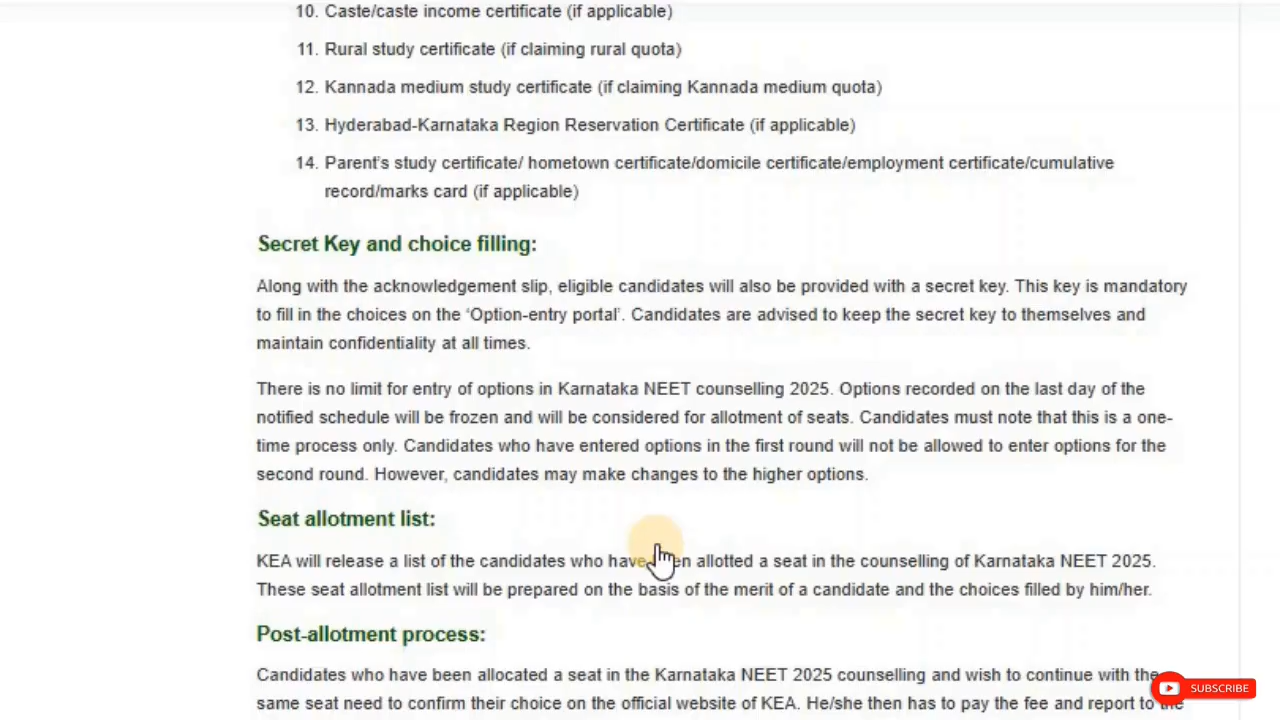 10. Caste/caste income certificate (if applicable)
11. Rural study certificate (if claiming rural quota)
12. Kannada medium study certificate (if claiming Kannada medium quota)
13. Hyderabad-Karnataka Region Reservation Certificate (if applicable)
14. Parent's study certificate/ hometown certificate/domicile certificate/employment certificate/cumulative
record/marks card (if applicable)
Secret Key and choice filling:
Along with the acknowledgement slip, eligible candidates will also be provided with a secret key. This key is mandatory
to fill in the choices on the ‘Option-entry portal’. Candidates are advised to keep the secret key to themselves and
maintain confidentiality at all times.
There is no limit for entry of options in Karnataka NEET counselling 2025. Options recorded on the last day of the
notified schedule will be frozen and will be considered for allotment of seats. Candidates must note that this is a one-
time process only. Candidates who have entered options in the first round will not be allowed to enter options for the
second round. However, candidates may make changes to the higher options.
Seat allotment list:
KEA will release a list of the candidates who have allotted a seat in the counselling of Karnataka NEET 2025.
These seat allotment list will be prepared on the basis of the merit of a candidate and the choices filled by him/her.
Post-allotment process:
Candidates who have been allocated a seat in the Karnataka NEET 2025 counselling and wish to continue with the
same seat need to confirm their choice on the official website of KEA. He/she then has to pay the fee and report to the
SUBSCRIBE